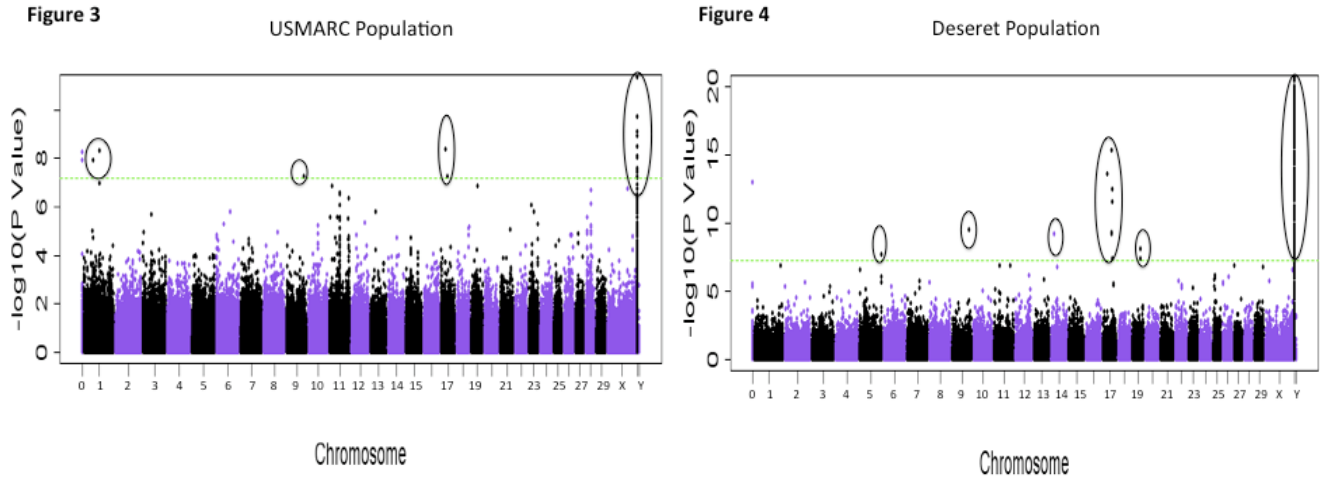 Figure 3
USMARC Population
-log10(P Value)
8
6
4
2
0
0 1 2 3 4 5 6 7 8 9 10 11 12 13 14 15 17 19 21 23 25 27 29 X Y
Chromosome
Figure 4
Deseret Population
-log10(P Value)
20
15
10
5
0
0 1 2 3 4 5 6 7 8 9 10 11 12 13 14 15 17 19 21 23 25 27 29 X Y
Chromosome